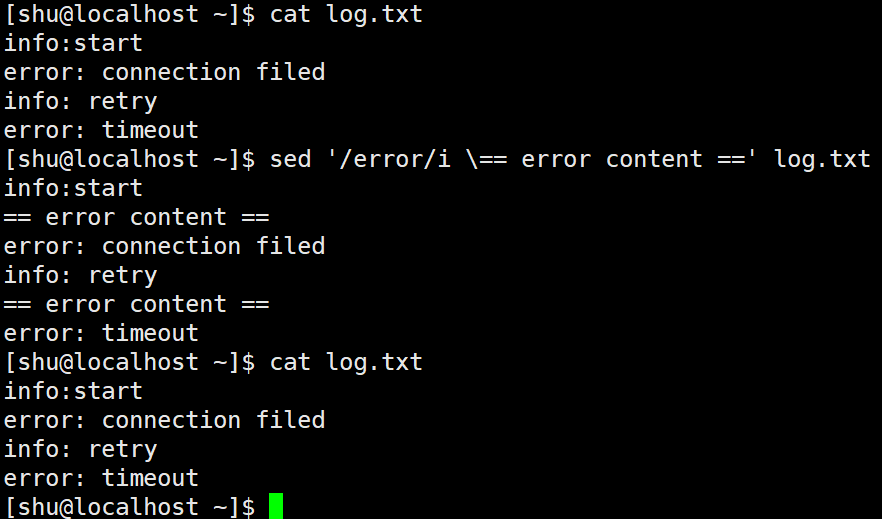 [shu@localhost ~]$ cat log.txt
info:start
error: connection filed
info: retry
error: timeout
[shu@localhost ~]$ sed '/error/i \== error content ==' log.txt
info:start
== error content ==
error: connection filed
info: retry
== error content ==
error: timeout
[shu@localhost ~]$ cat log.txt
info:start
error: connection filed
info: retry
error: timeout
[shu@localhost ~]$